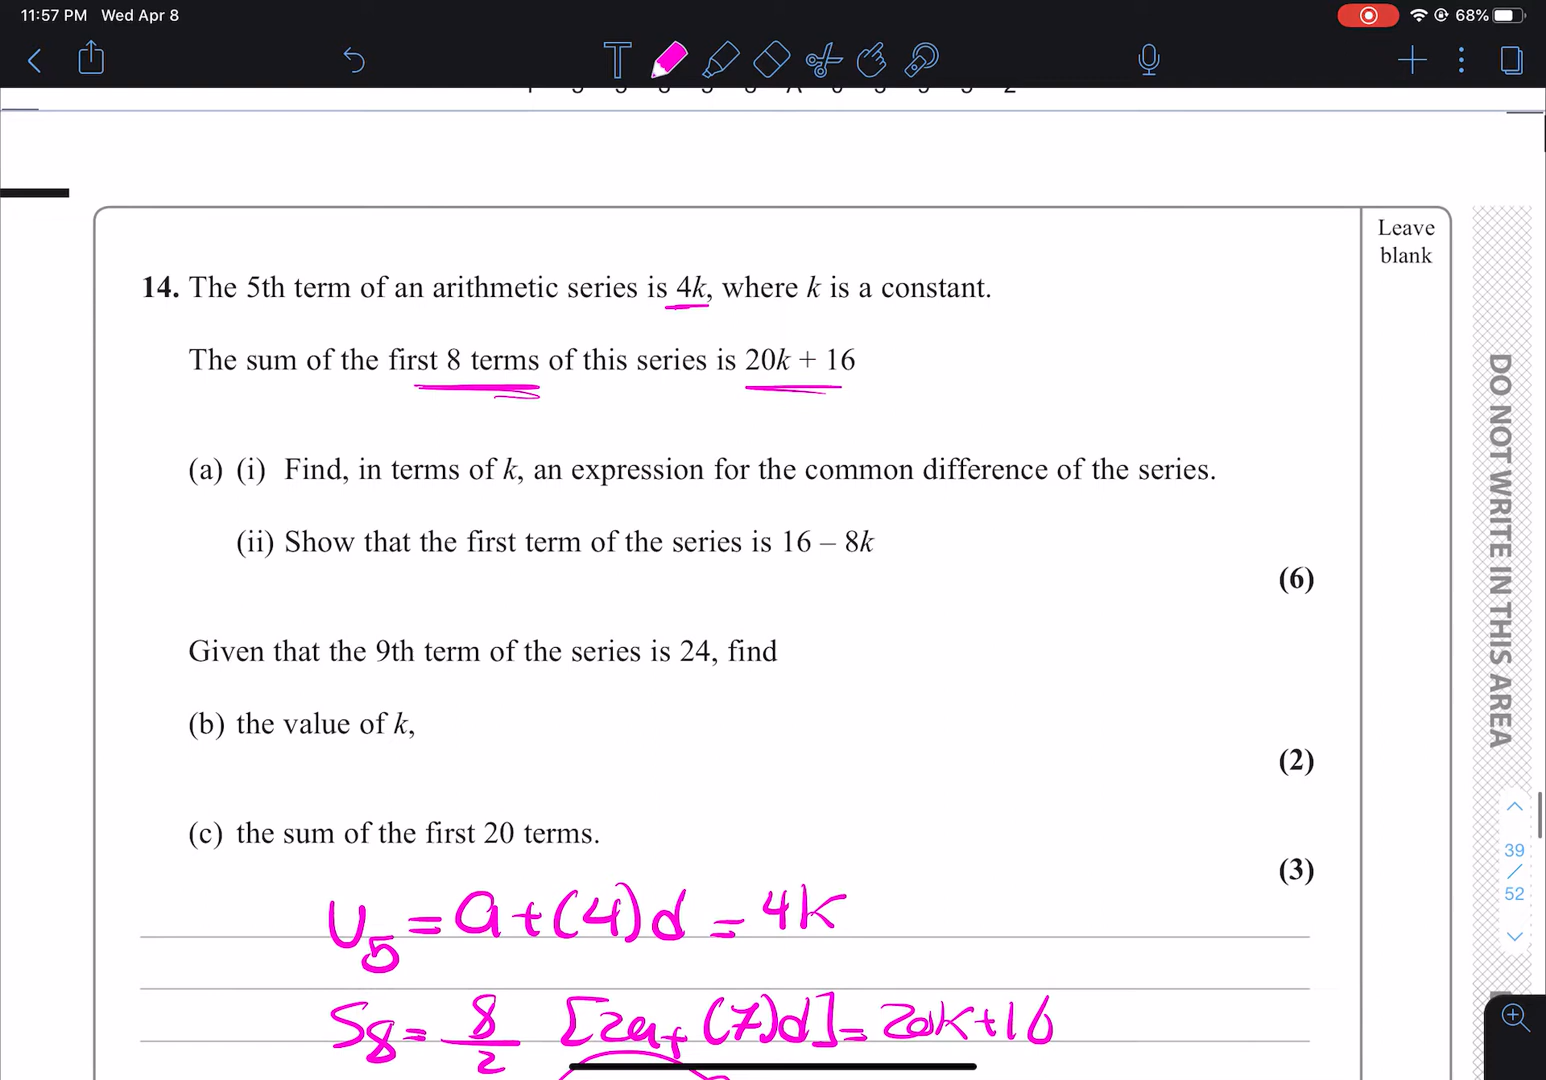 11:57 PM Wed Apr 8
68%
Leave
blank
14. The 5th term of an arithmetic series is 4k, where k is a constant.
The sum of the first 8 terms of this series is 20k + 16
(a) (i) Find, in terms of k, an expression for the common difference of the series.
(ii) Show that the first term of the series is 16 – 8k
(6)
Given that the 9th term of the series is 24, find
(b) the value of k,
(2)
(c) the sum of the first 20 terms.
(3)
U5 = a + (4)d = 4k
S8 = 8/2 [2a + (7)d] = 20k + 16
DO NOT WRITE IN THIS AREA
39
/
52